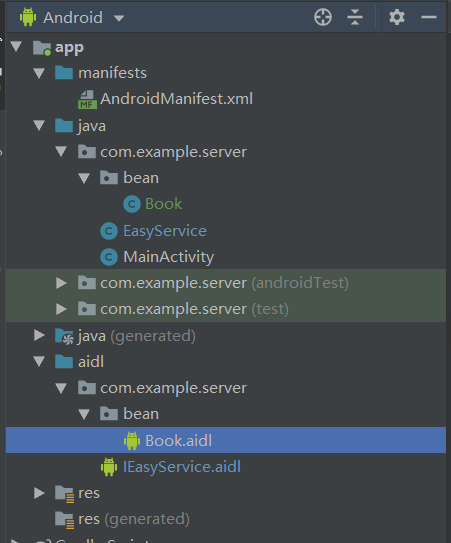 Android
app
manifests
MF AndroidManifest.xml
java
com.example.server
bean
C Book
C EasyService
C MainActivity
com.example.server (androidTest)
com.example.server (test)
java (generated)
aidl
com.example.server
bean
Book.aidl
IEasyService.aidl
res
res (generated)